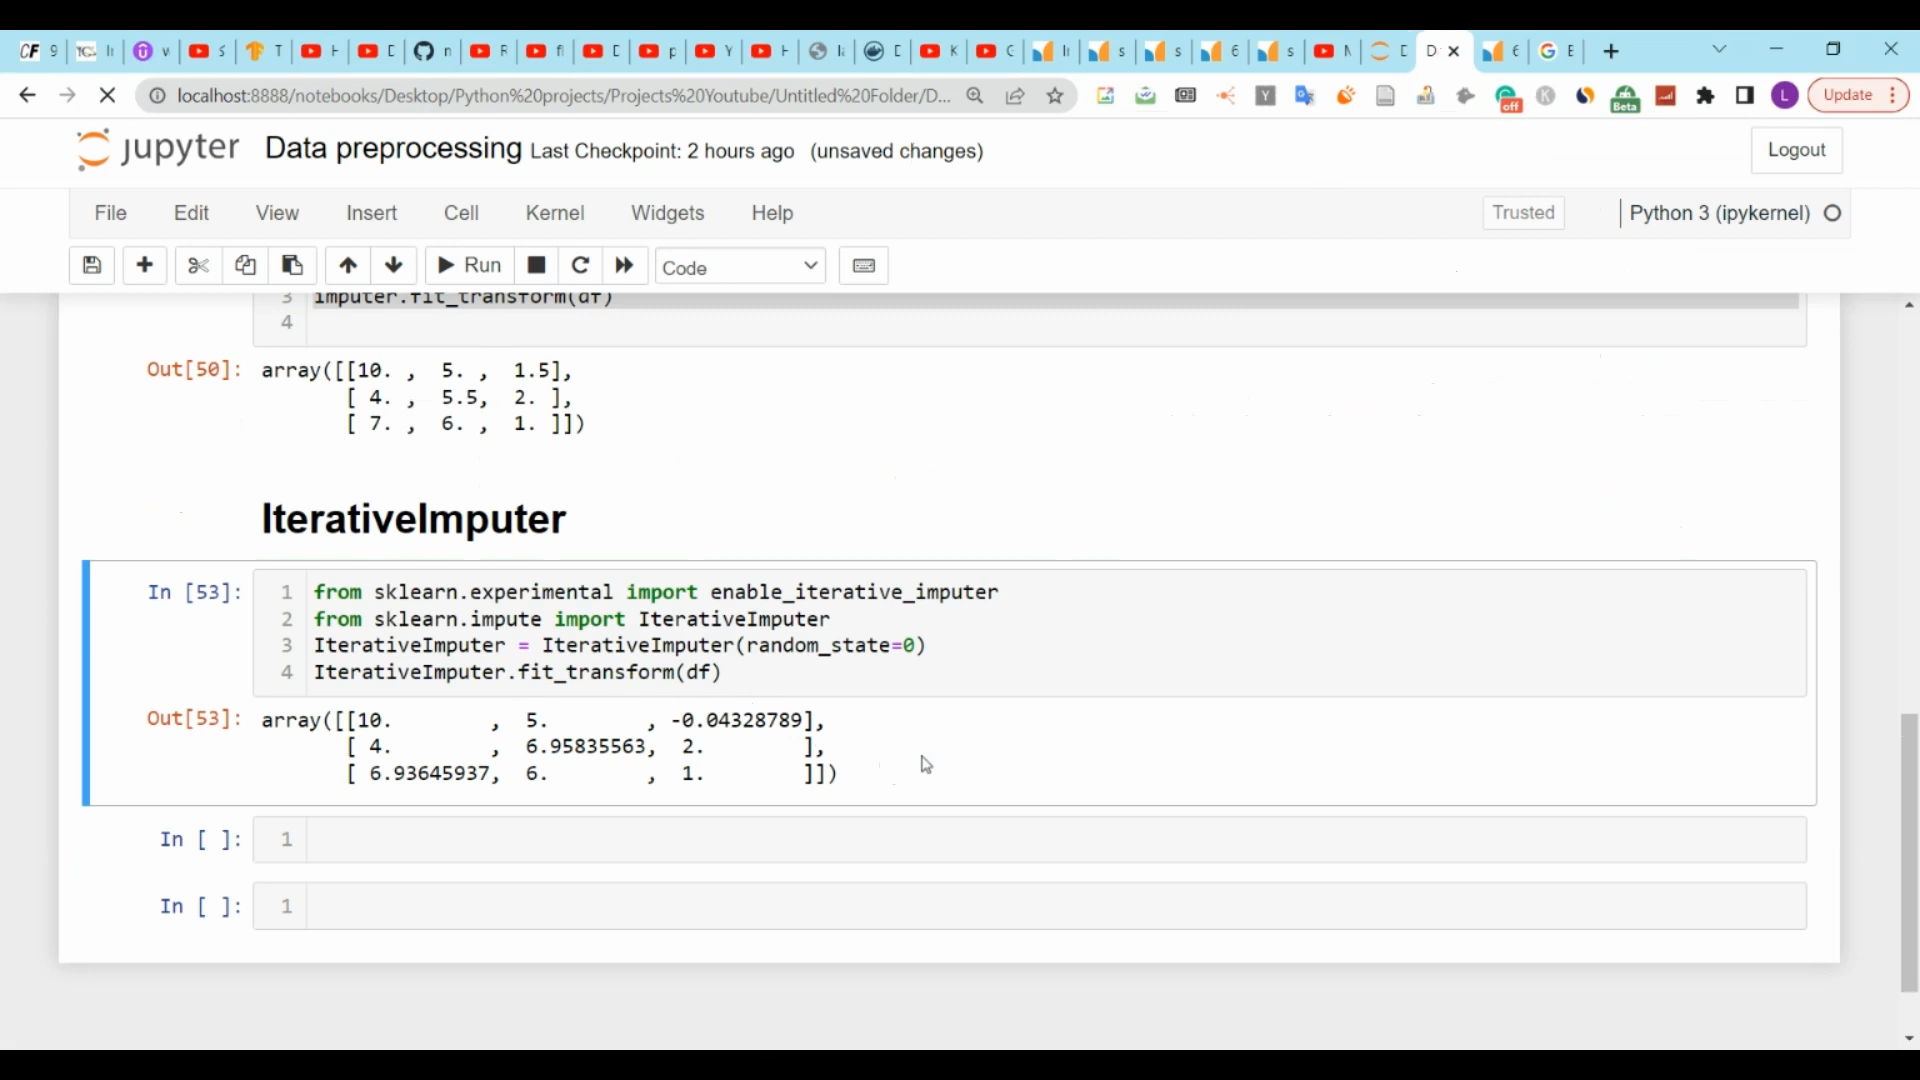 CF 9
localhost:8888/notebooks/Desktop/Python%20projects/Projects%20Youtube/Untitled%20Folder/D...
off
Beta
L
Update
jupyter Data preprocessing Last Checkpoint: 2 hours ago (unsaved changes)
Logout
File Edit View Insert Cell Kernel Widgets Help
Trusted
Python 3 (ipykernel)
Run
Code
3 imputer.fit_transform(df)
4
Out[50]: array([[10. , 5. , 1.5],
[ 4. , 5.5, 2. ],
[ 7. , 6. , 1. ]])
IterativeImputer
In [53]:
1 from sklearn.experimental import enable_iterative_imputer
2 from sklearn.impute import IterativeImputer
3 IterativeImputer = IterativeImputer(random_state=0)
4 IterativeImputer.fit_transform(df)
Out[53]: array([[10. , 5. , -0.04328789],
[ 4. , 6.95835563, 2. ],
[ 6.93645937, 6. , 1. ]])
In [ ]: 1
In [ ]: 1